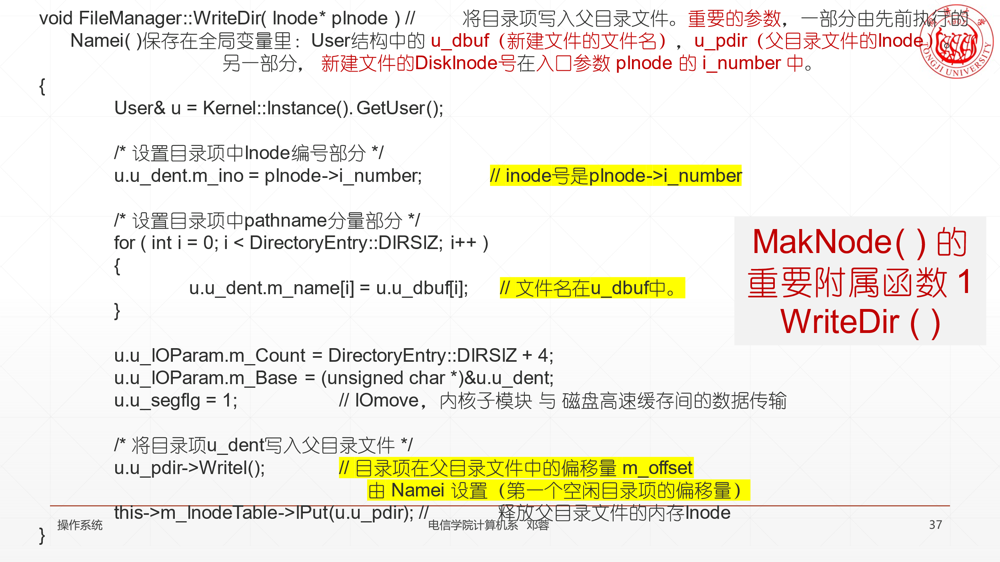 void FileManager::WriteDir( Inode* pInode ) // 将目录项写入父目录文件。重要的参数，一部分由先前执行的
Namei( )保存在全局变量里：User结构中的 u_dbuf（新建文件的文件名），u_pdir（父目录文件的Inode）。
另一部分，新建文件的DiskInode号在入口参数 pInode 的 i_number 中。
{
User& u = Kernel::Instance().GetUser();
/* 设置目录项中Inode编号部分 */
u.u_dent.m_ino = pInode->i_number; // inode号是pInode->i_number
/* 设置目录项中pathname分量部分 */
for ( int i = 0; i < DirectoryEntry::DIRSIZ; i++ )
{
u.u_dent.m_name[i] = u.u_dbuf[i]; // 文件名在u_dbuf中。
}
u.u_IOParam.m_Count = DirectoryEntry::DIRSIZ + 4;
u.u_IOParam.m_Base = (unsigned char *)&u.u_dent;
u.u_segflg = 1; // IOmove，内核子模块 与 磁盘高速缓存间的数据传输
/* 将目录项u_dent写入父目录文件 */
u.u_pdir->WriteI(); // 目录项在父目录文件中的偏移量 m_offset
由 Namei 设置（第一个空闲目录项的偏移量）
this->m_InodeTable->IPut(u.u_pdir); // 释放父目录文件的内存Inode
}
MakNode( ) 的
重要附属函数 1
WriteDir ( )
1907
TONGJI UNIVERSITY
操作系统
电信学院计算机系 邓蓉
37